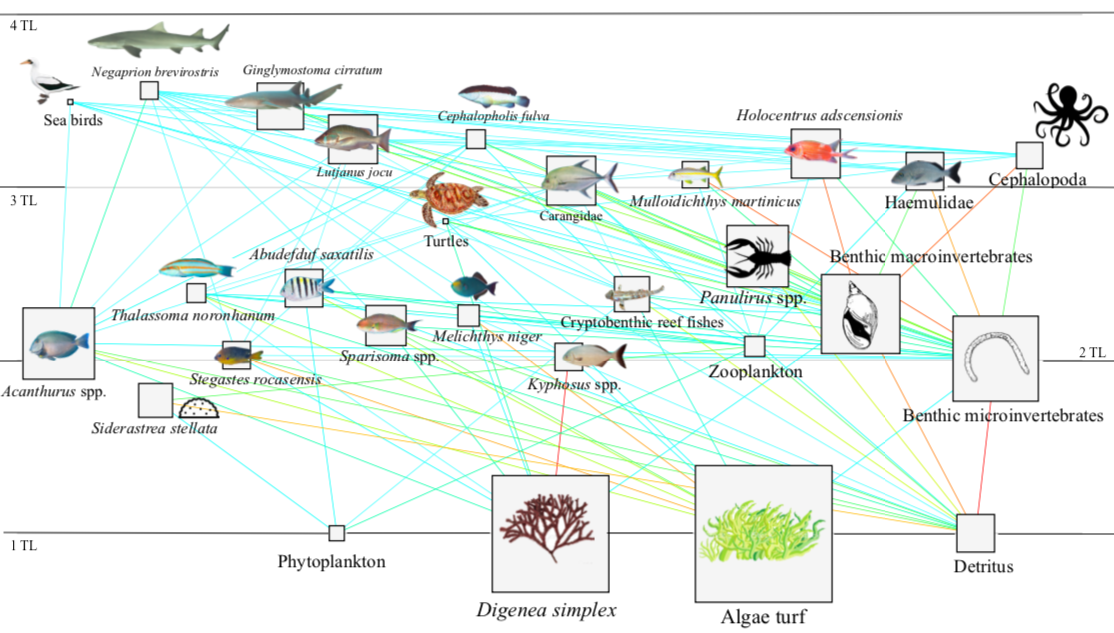 4 TL
Negaprion brevirostris
Ginglymostoma cirratum
Sea birds
Cephalopholis fulva
Holocentrus adscensionis
Lutjanus jocu
Cephalopoda
3 TL
Mulloidichthys martinicus
Haemulidae
Carangidae
Turtles
Abudefduf saxatilis
Benthic macroinvertebrates
Panulirus spp.
Thalassoma noronhanum
Cryptobenthic reef fishes
Melichthys niger
Sparisoma spp.
2 TL
Zooplankton
Stegastes rocasensis
Kyphosus spp.
Acanthurus spp.
Benthic microinvertebrates
Siderastrea stellata
1 TL
Phytoplankton
Detritus
Digenea simplex
Algae turf